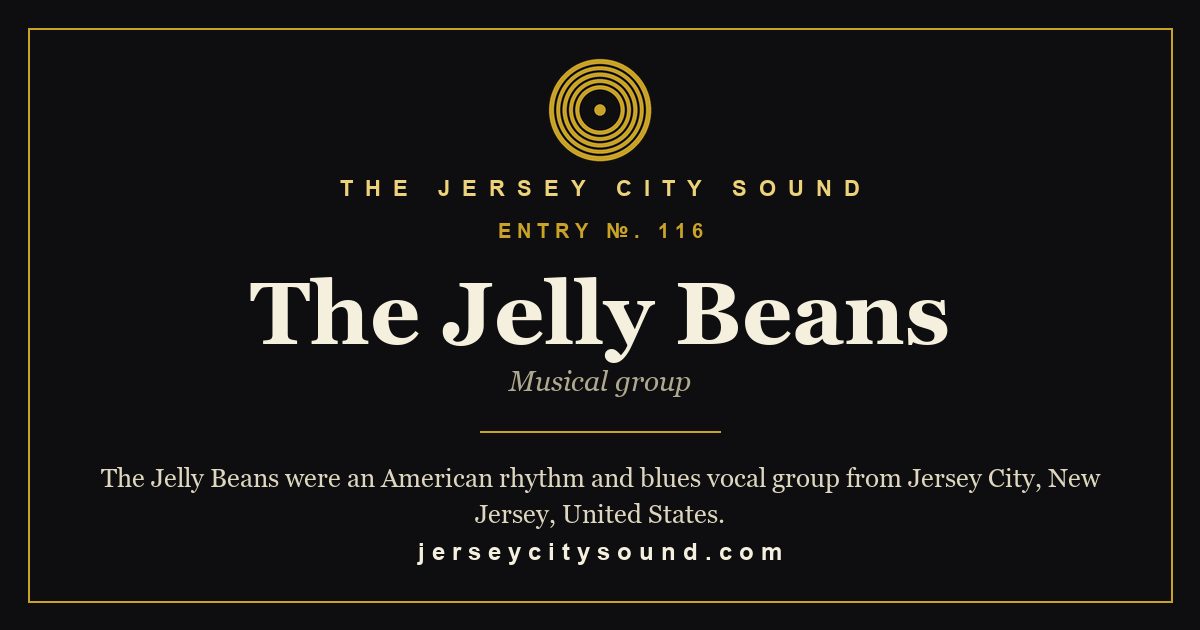 THE JERSEY CITY SOUND
ENTRY №. 116
The Jelly Beans
Musical group
The Jelly Beans were an American rhythm and blues vocal group from Jersey City, New
Jersey, United States.
jerseycitysound.com